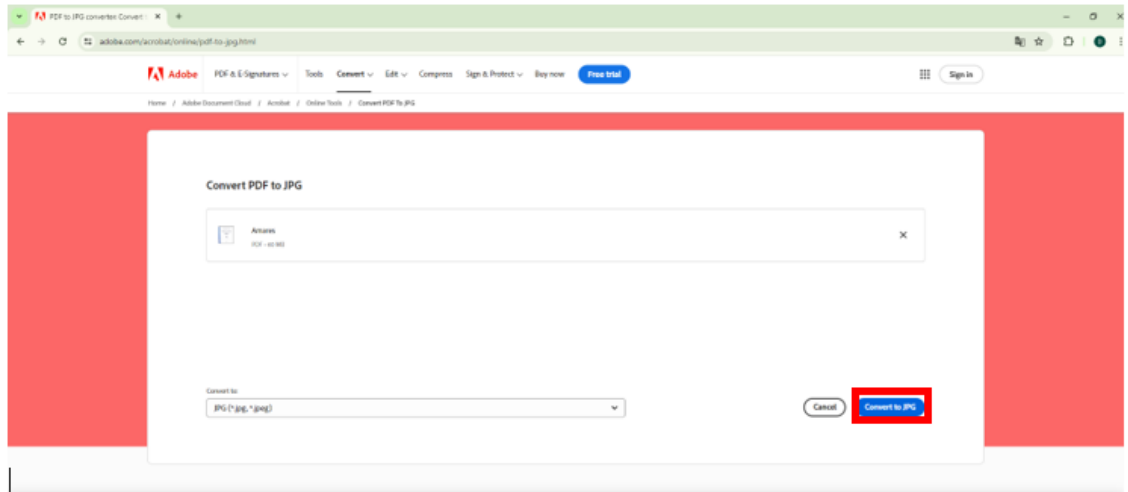 PDF to JPG converter: Convert
adobe.com/acrobat/online/pdf-to-jpg.html
Adobe PDF & E-Signatures Tools Convert Edit Compress Sign & Protect Buy now Free trial Sign in
Home / Adobe Document Cloud / Acrobat / Online Tools / Convert PDF To JPG
Convert PDF to JPG
PDF - MB
Convert to
JPG (*.jpg, *.jpeg)
Cancel Convert to JPG